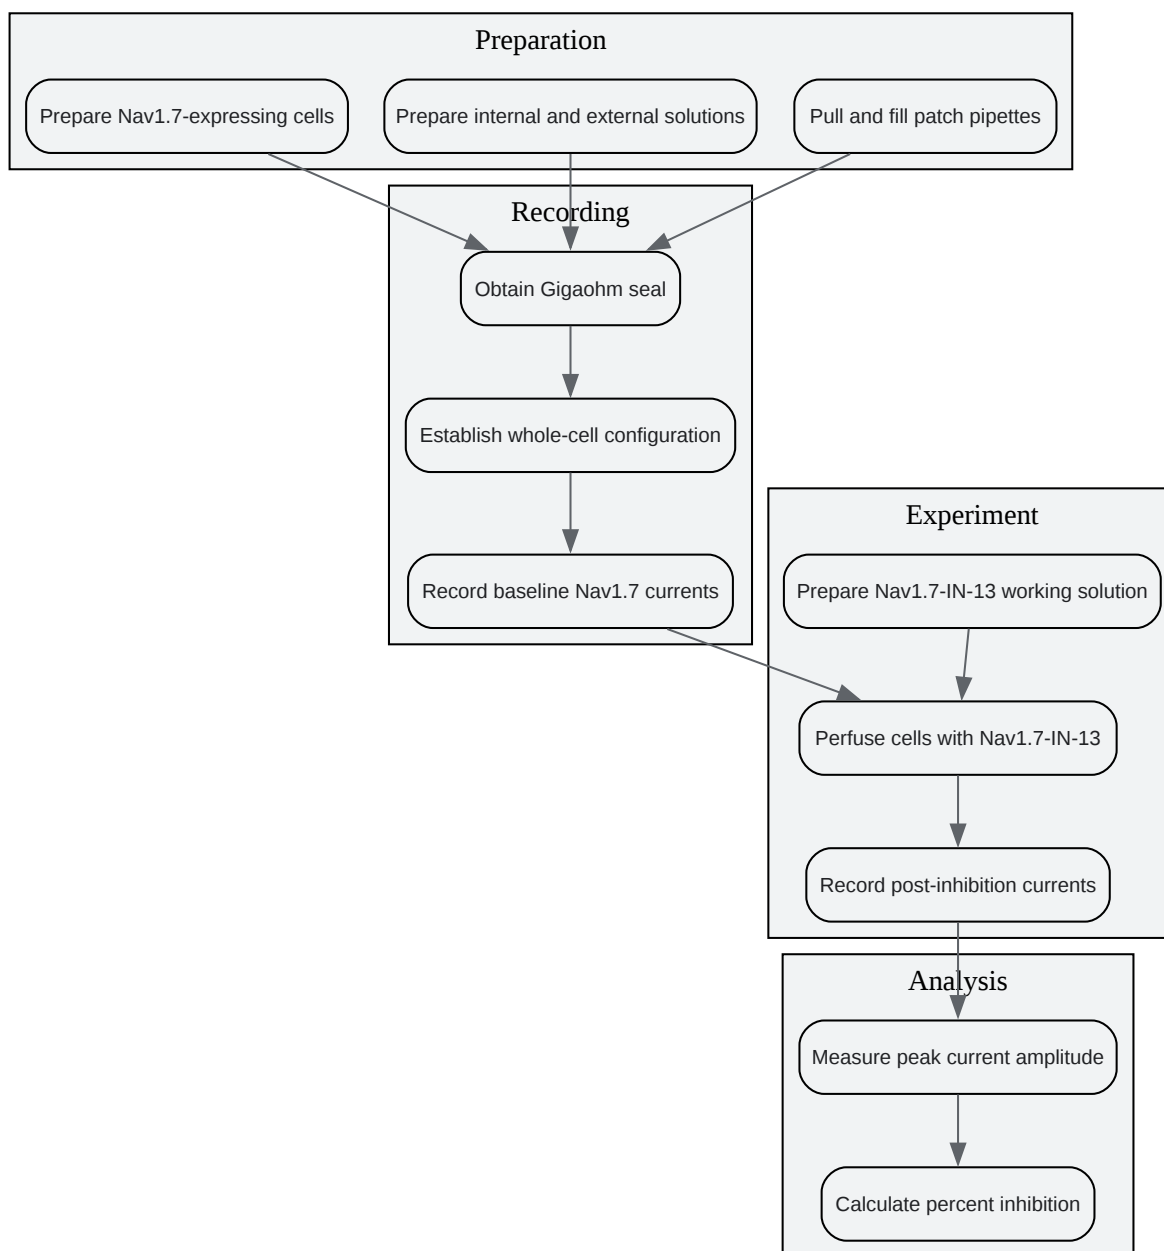 Preparation
Prepare Nav1.7-expressing cells
Prepare internal and external solutions
Pull and fill patch pipettes
Recording
Obtain Gigaohm seal
Establish whole-cell configuration
Record baseline Nav1.7 currents
Experiment
Prepare Nav1.7-IN-13 working solution
Perfuse cells with Nav1.7-IN-13
Record post-inhibition currents
Analysis
Measure peak current amplitude
Calculate percent inhibition